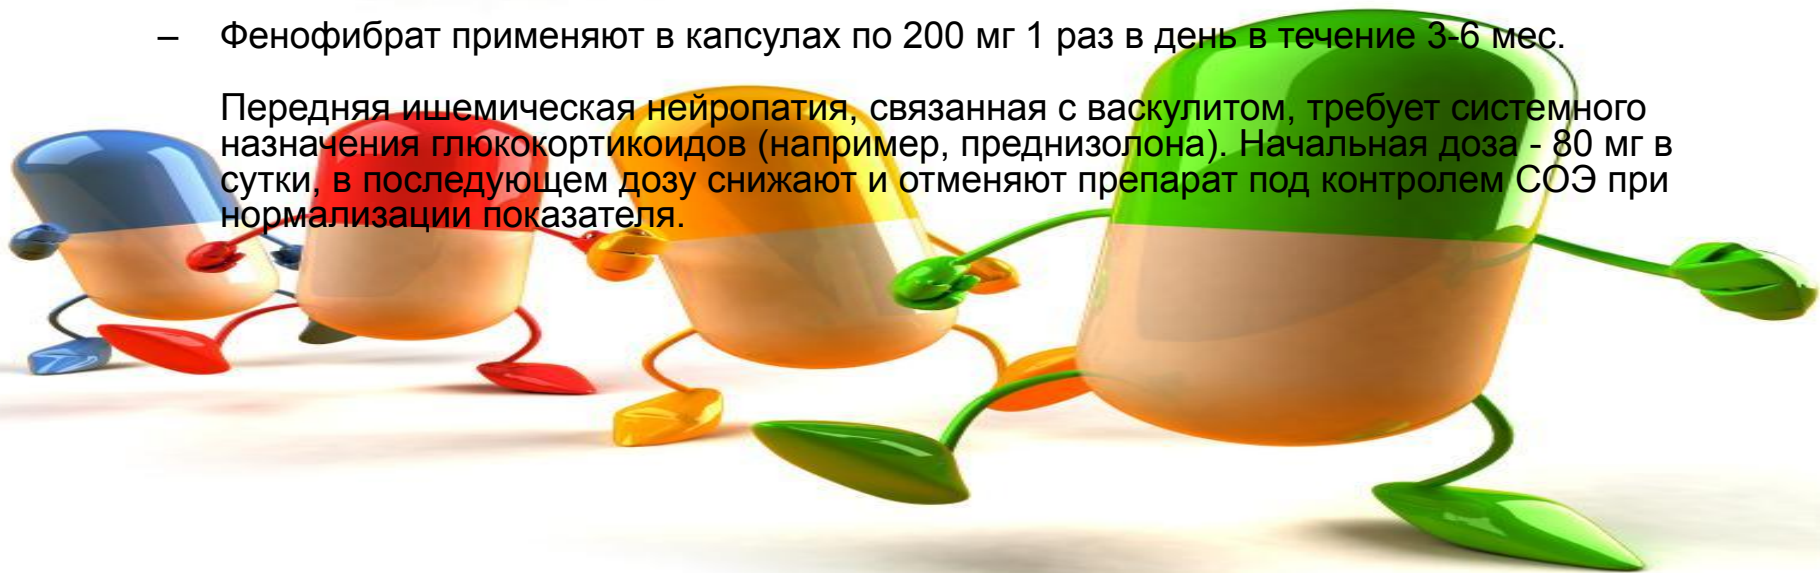 – Фенофибрат применяют в капсулах по 200 мг 1 раз в день в течение 3-6 мес.
Передняя ишемическая нейропатия, связанная с васкулитом, требует системного
назначения глюкокортикоидов (например, преднизолона). Начальная доза - 80 мг в
сутки, в последующем дозу снижают и отменяют препарат под контролем СОЭ при
нормализации показателя.